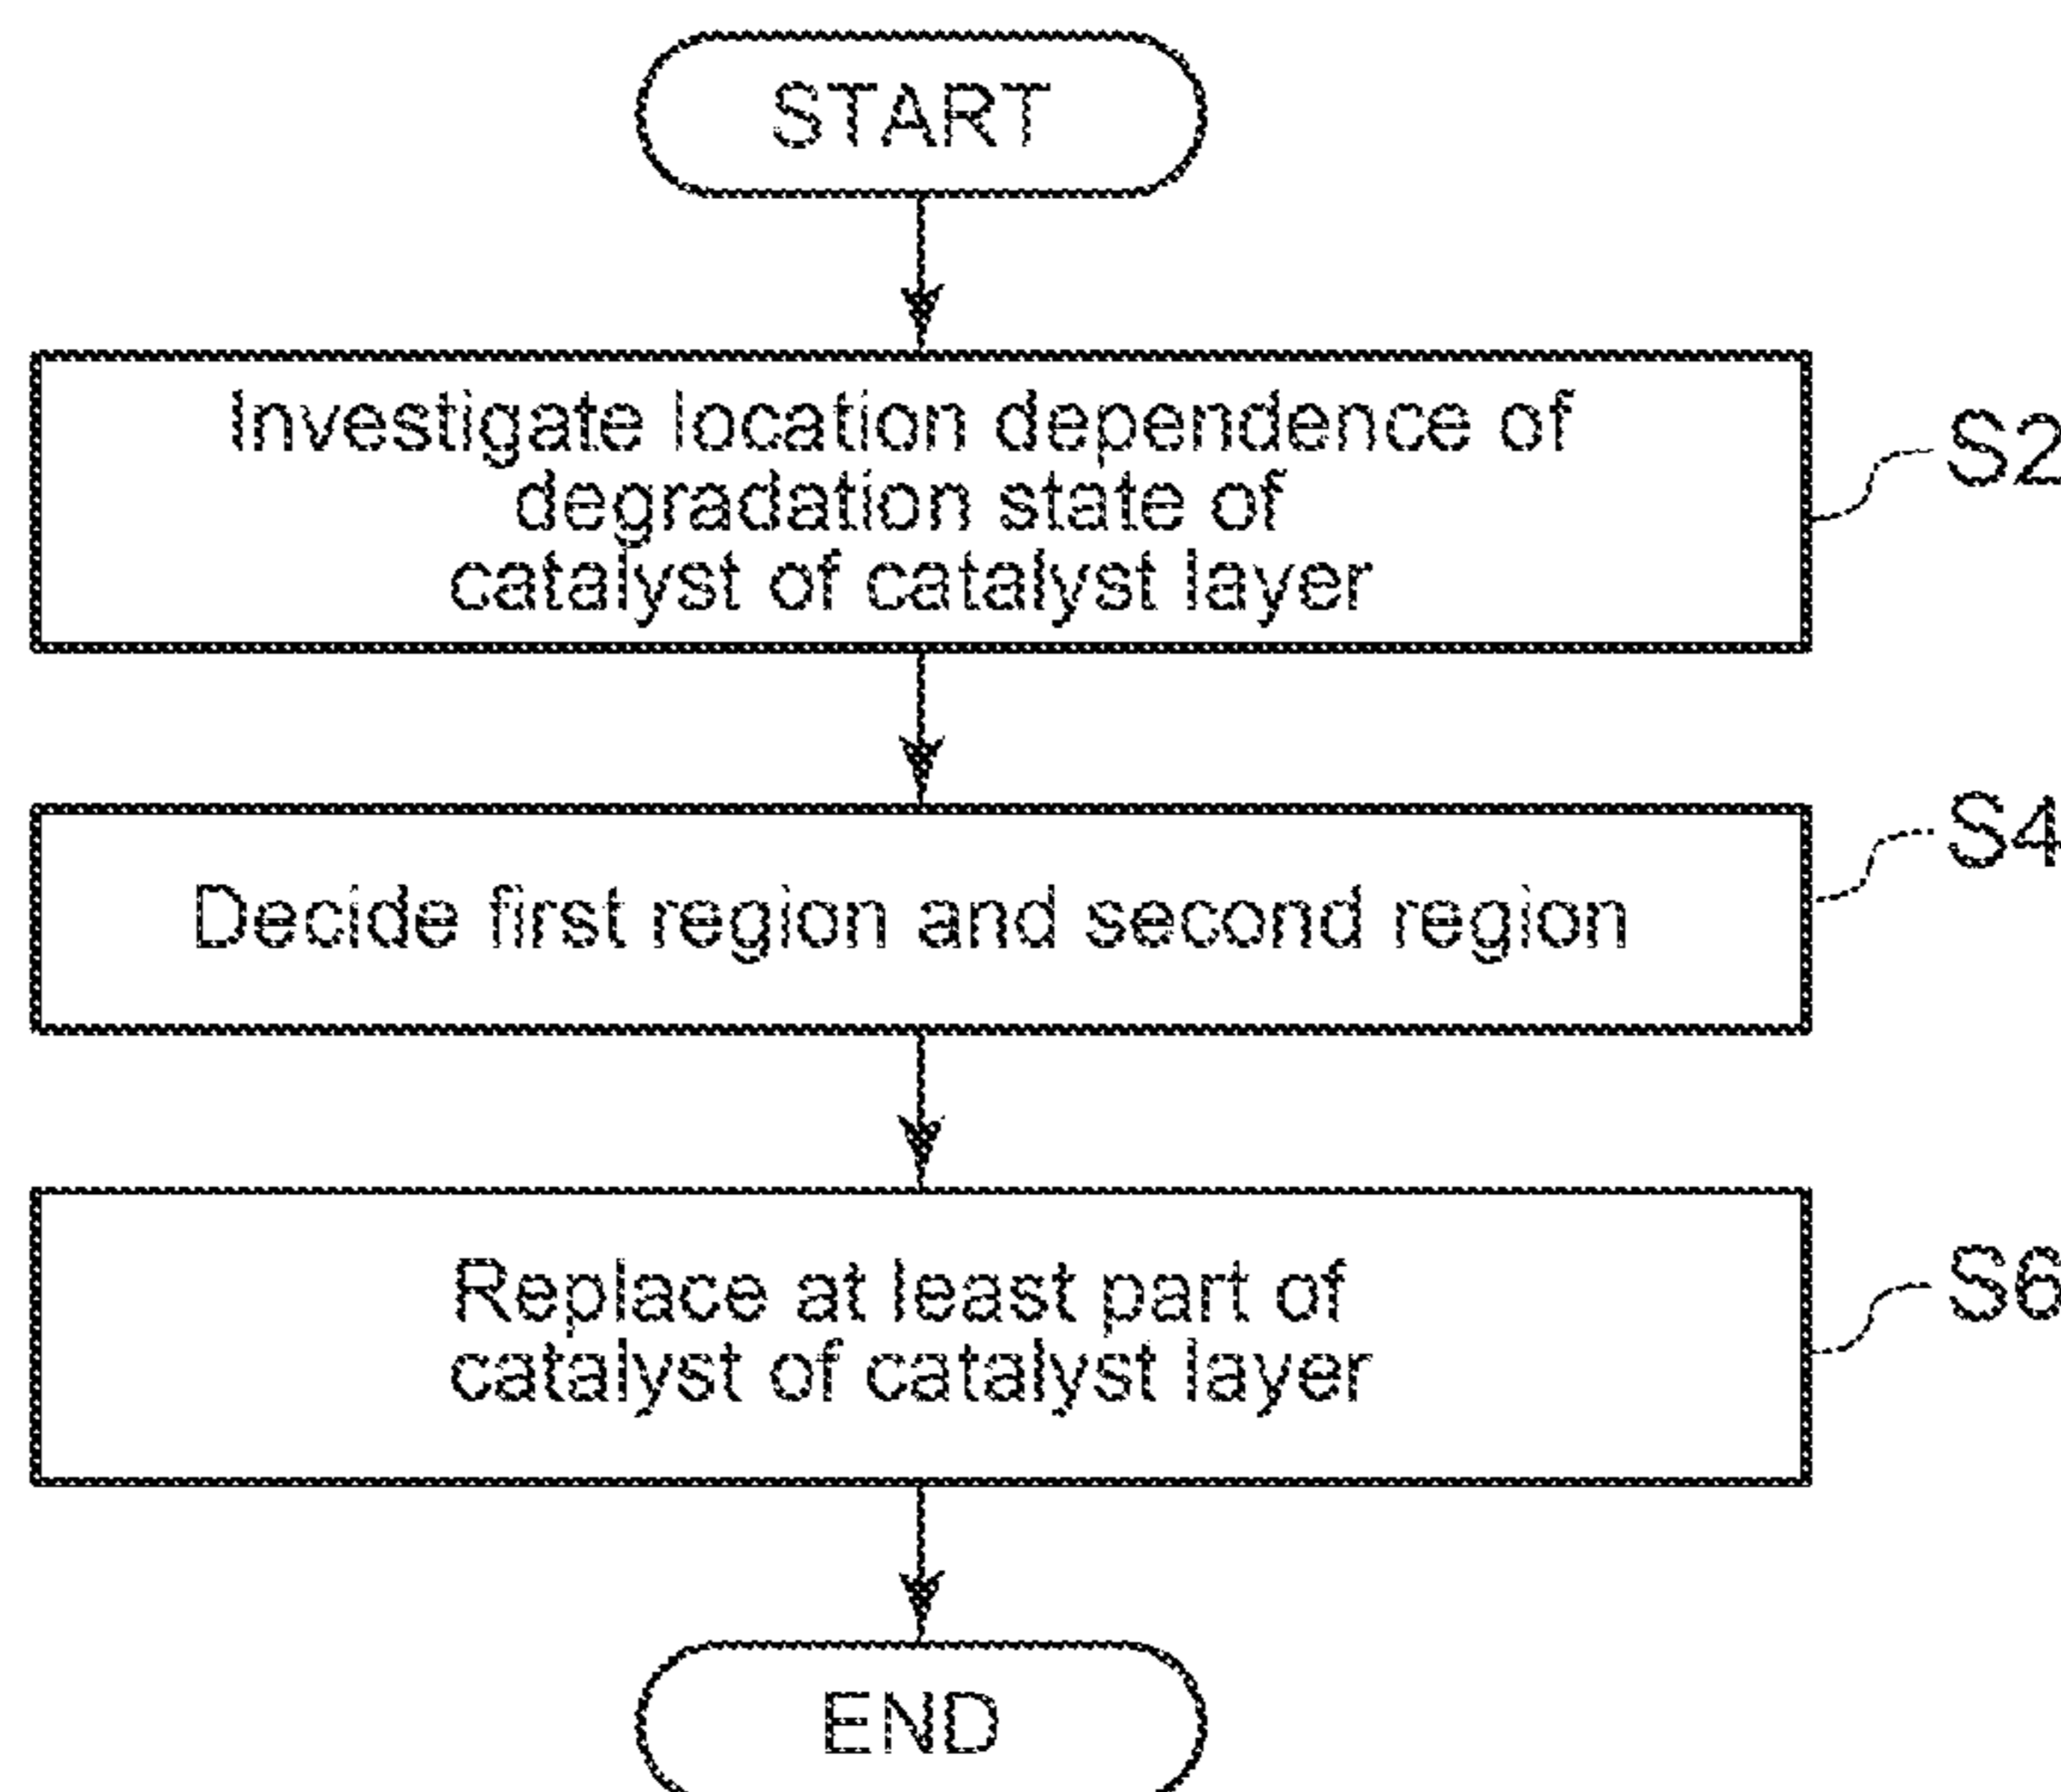 START
Investigate location dependence of
degradation state of
catalyst of catalyst layer
S2
Decide first region and second region
S4
Replace at least part of
catalyst of catalyst layer
S6
END